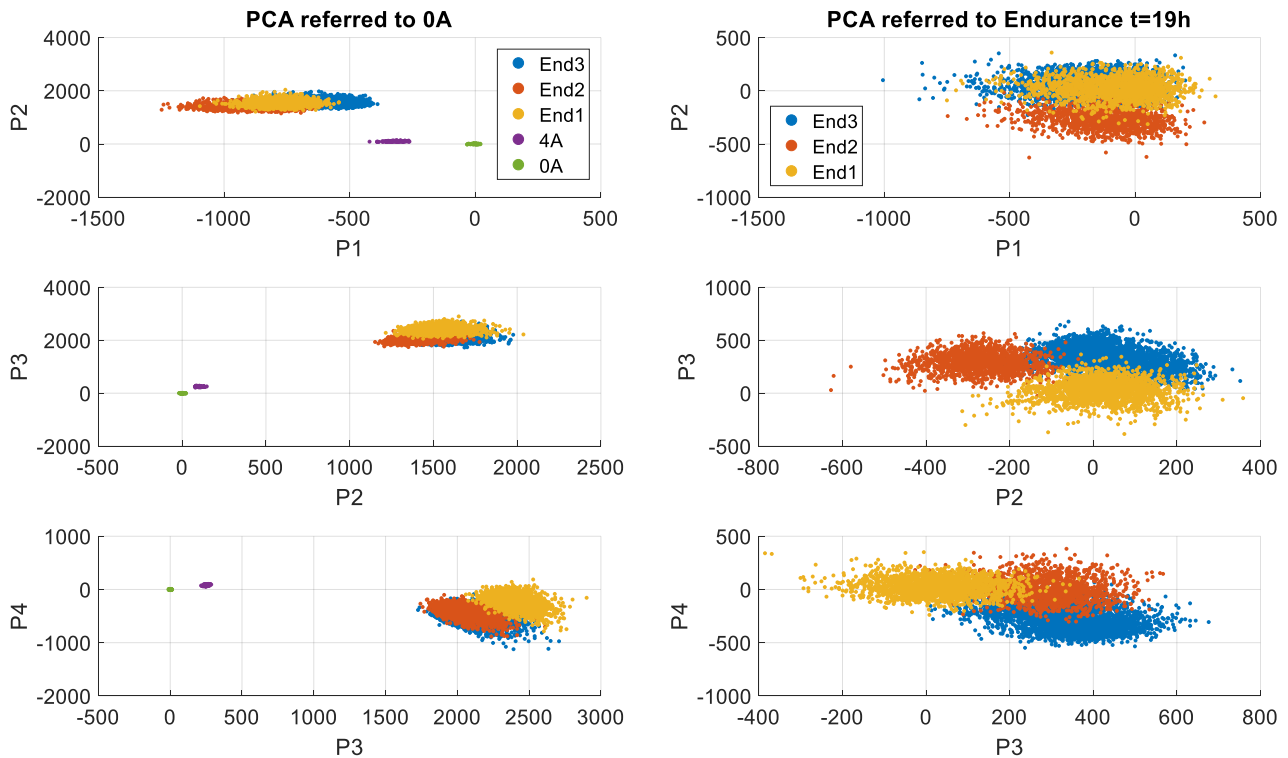 PCA referred to 0A
4000
2000
0
-2000
P2
-1500
-1000
-500
0
500
P1
End3
End2
End1
4A
0A
PCA referred to Endurance t=19h
500
0
-500
-1000
P2
-1500
-1000
-500
0
500
P1
End3
End2
End1
4000
2000
0
-2000
P3
-500
0
500
1000
1500
2000
2500
P2
1000
500
0
-500
P3
-800
-600
-400
-200
0
200
400
P2
1000
0
-1000
-2000
P4
-500
0
500
1000
1500
2000
2500
3000
P3
500
0
-500
-1000
P4
-400
-200
0
200
400
600
800
P3